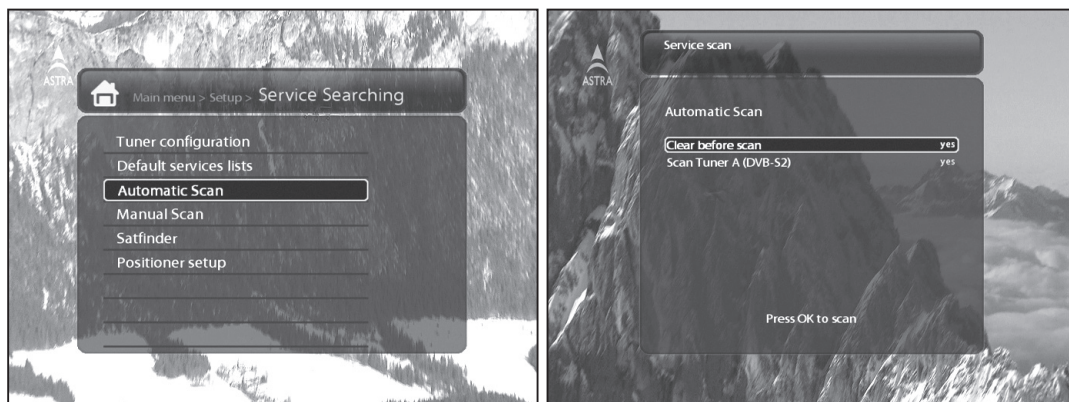 ASTRA
Main menu > Setup > Service Searching
Tuner configuration
Default services lists
Automatic Scan
Manual Scan
Satfinder
Positioner setup
ASTRA
Service scan
Automatic Scan
Clear before scan yes
Scan Tuner A (DVB-S2) yes
Press OK to scan